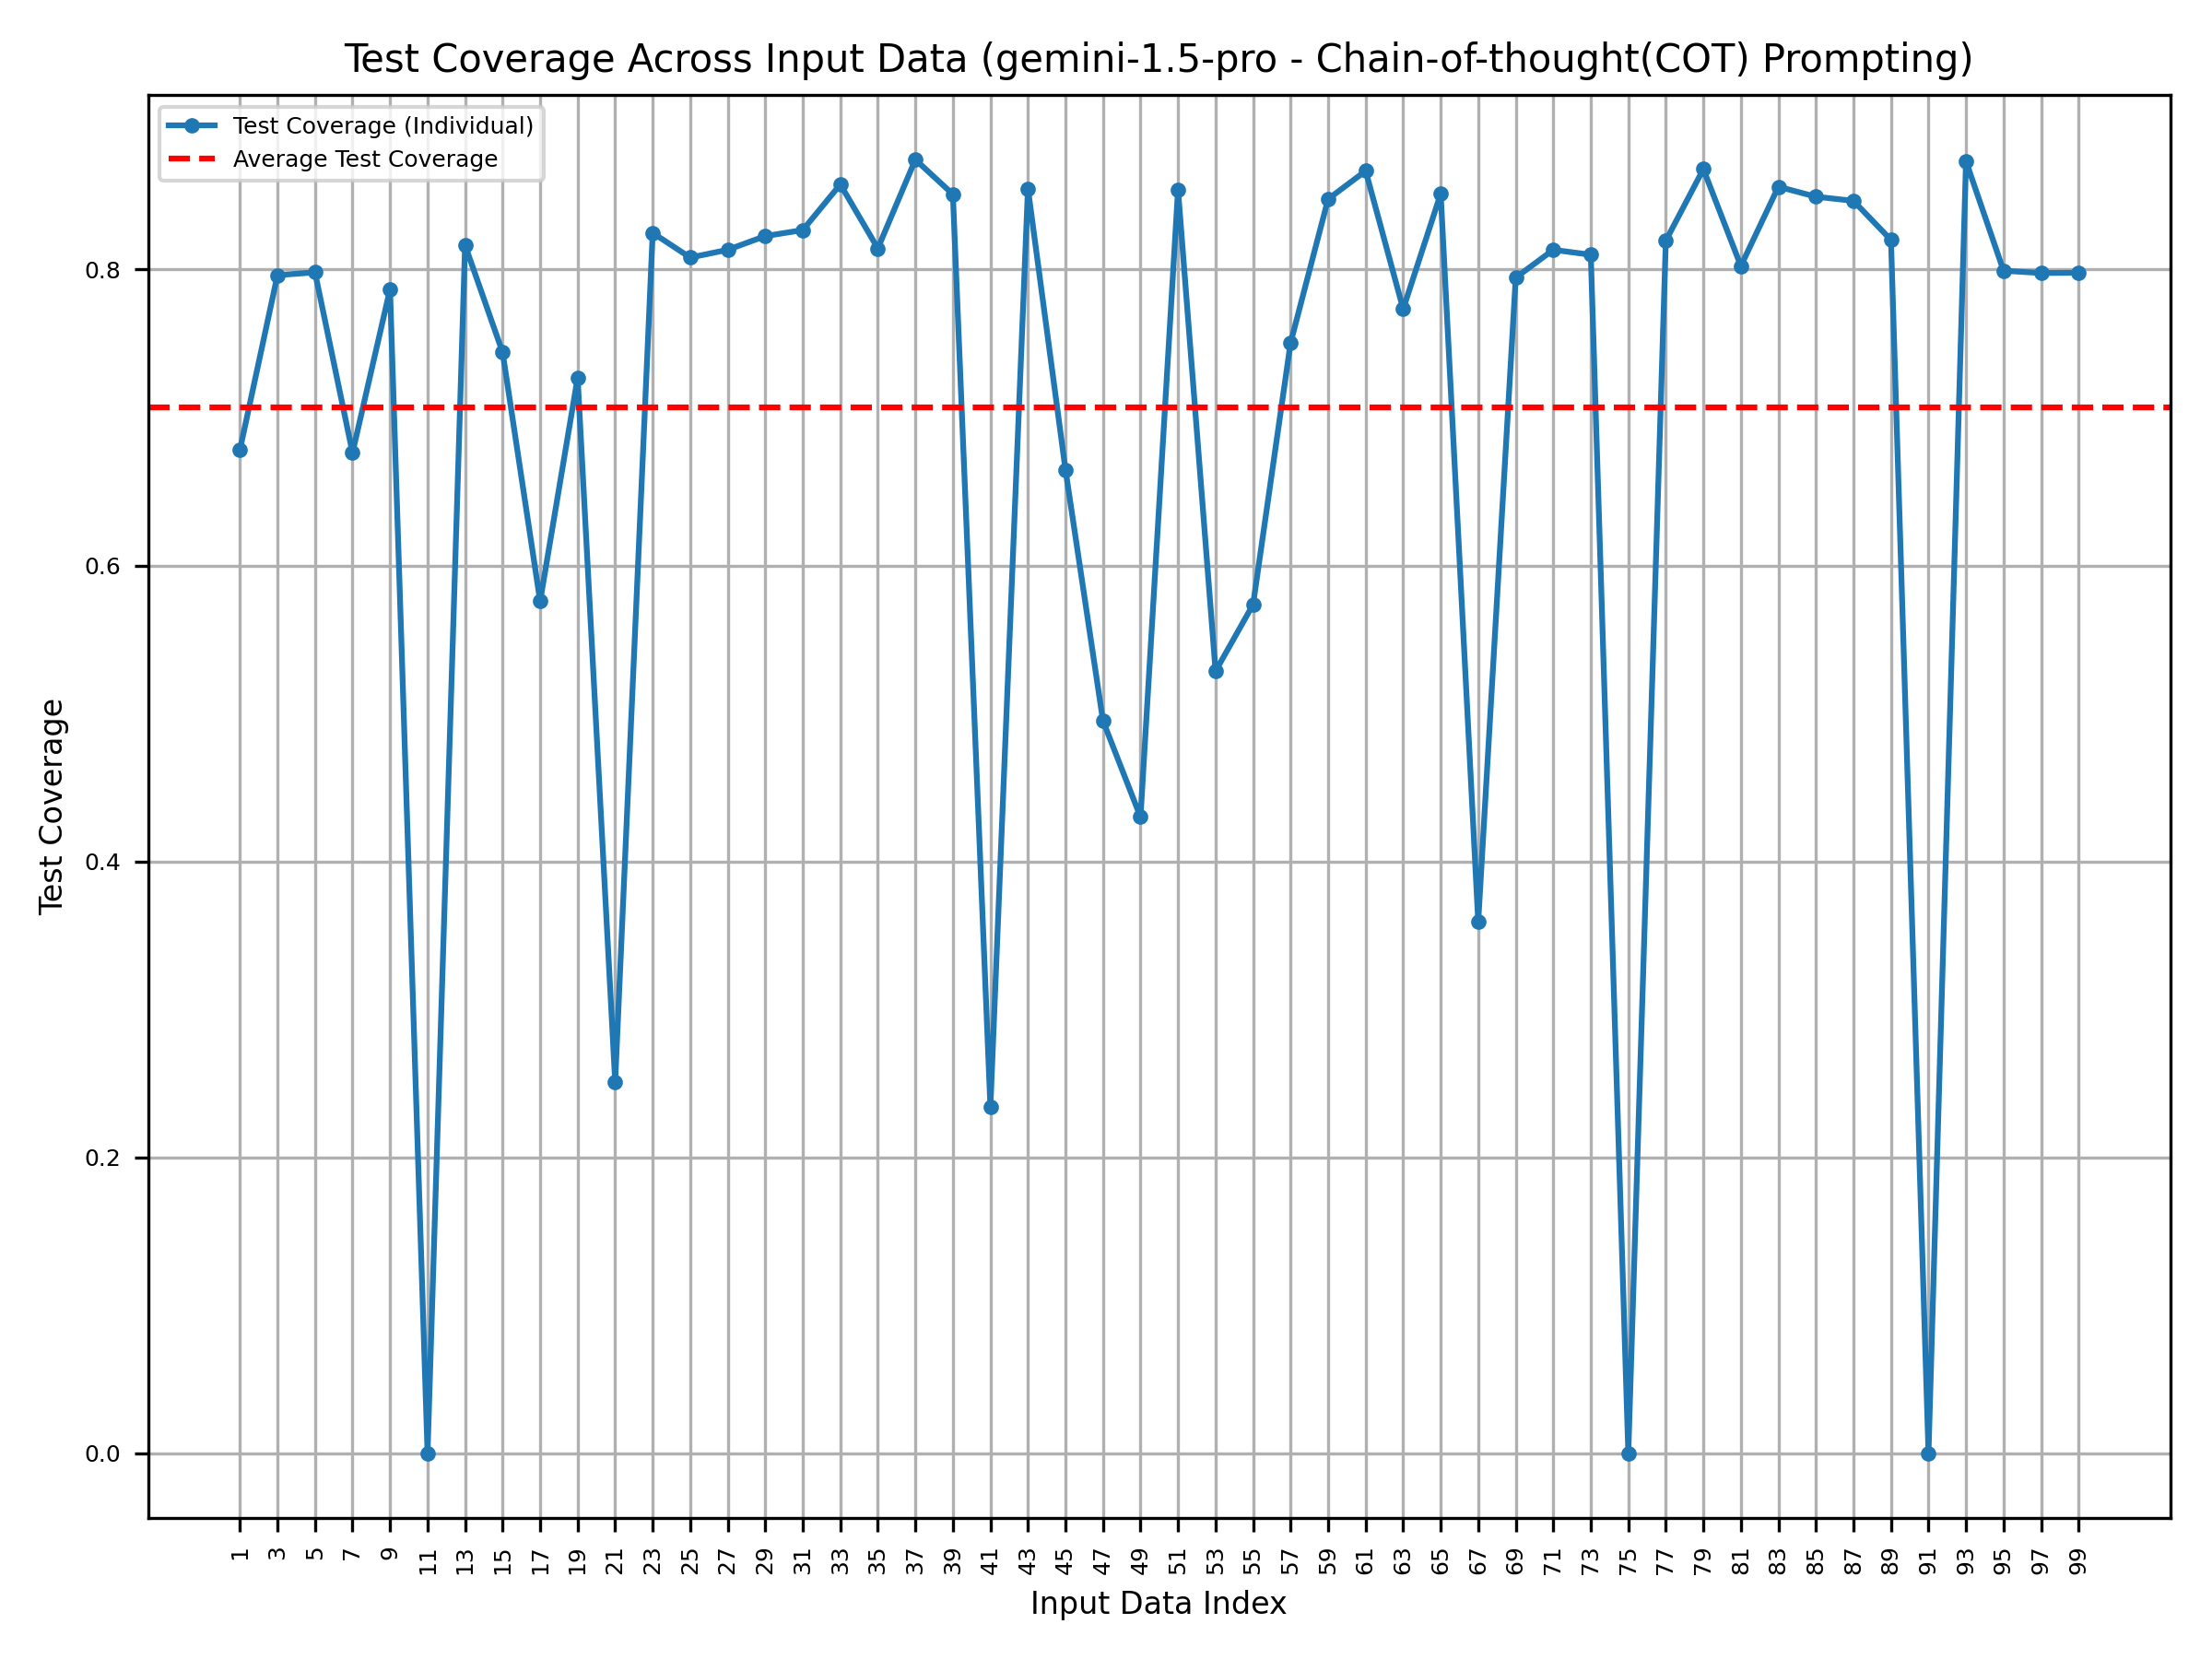 Test Coverage Across Input Data (gemini-1.5-pro - Chain-of-thought(COT) Prompting)
Test Coverage (Individual)
Average Test Coverage
Test Coverage
0.8
0.6
0.4
0.2
0.0
1 3 5 7 9 11 13 15 17 19 21 23 25 27 29 31 33 35 37 39 41 43 45 47 49 51 53 55 57 59 61 63 65 67 69 71 73 75 77 79 81 83 85 87 89 91 93 95 97 99
Input Data Index